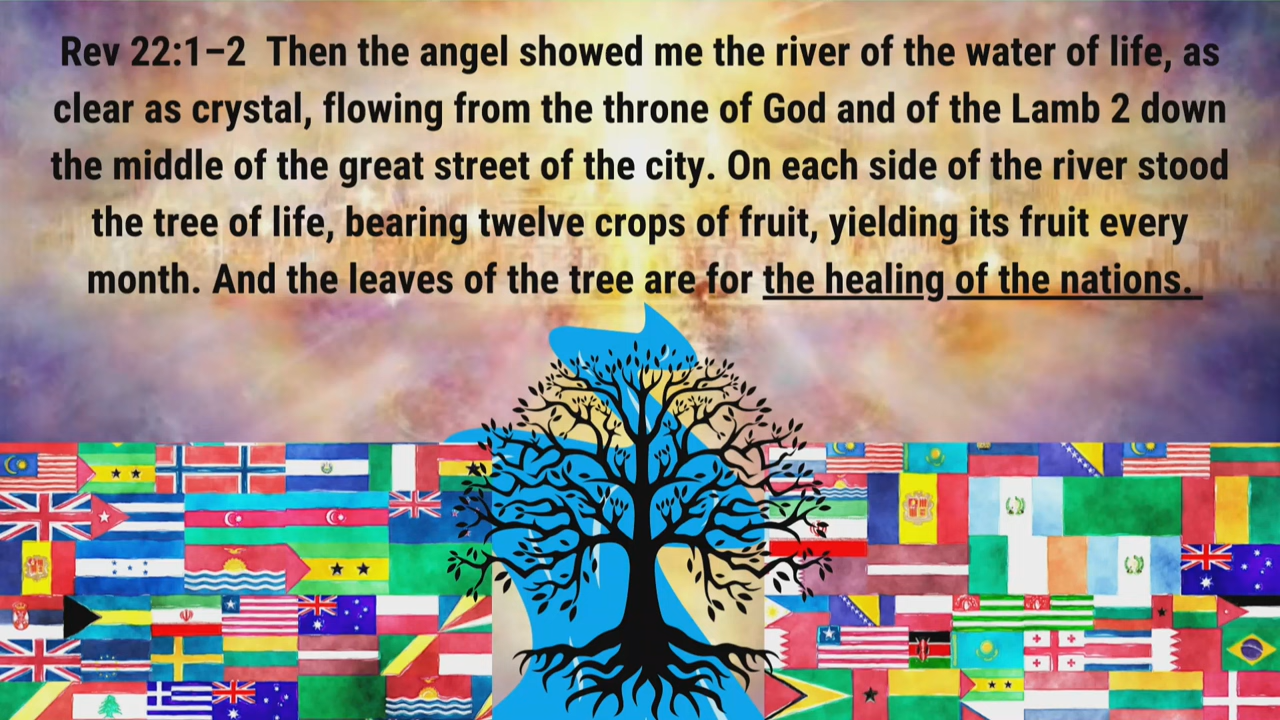 Rev 22:1–2  Then the angel showed me the river of the water of life, as
clear as crystal, flowing from the throne of God and of the Lamb 2 down
the middle of the great street of the city. On each side of the river stood
the tree of life, bearing twelve crops of fruit, yielding its fruit every
month. And the leaves of the tree are for the healing of the nations.